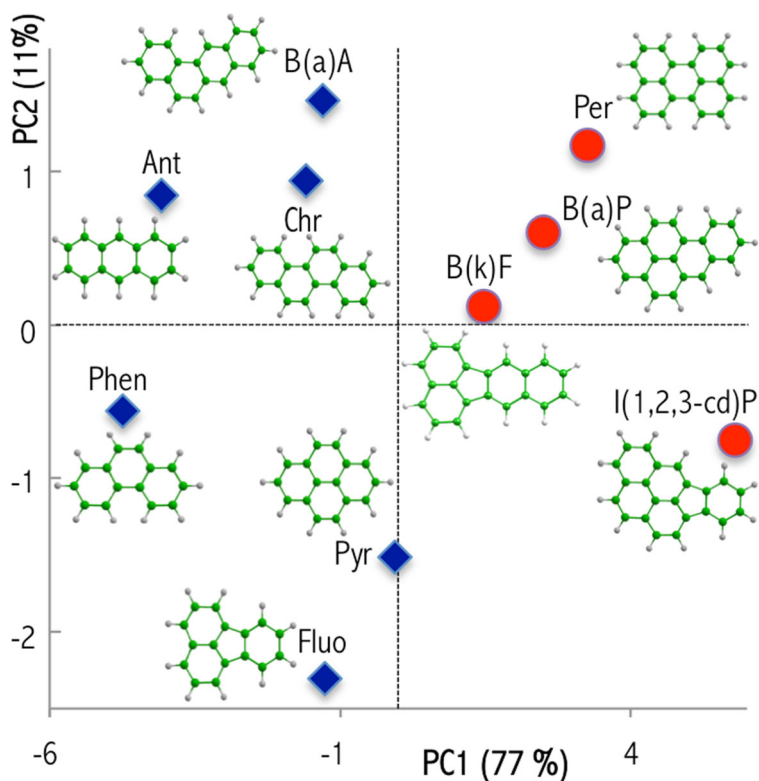 PC2 (11%)
B(a)A
Per
1
Ant
B(a)P
Chr
B(k)F
0
Phen
I(1,2,3-cd)P
-1
Pyr
-2
Fluo
-6
-1
4
PC1 (77 %)